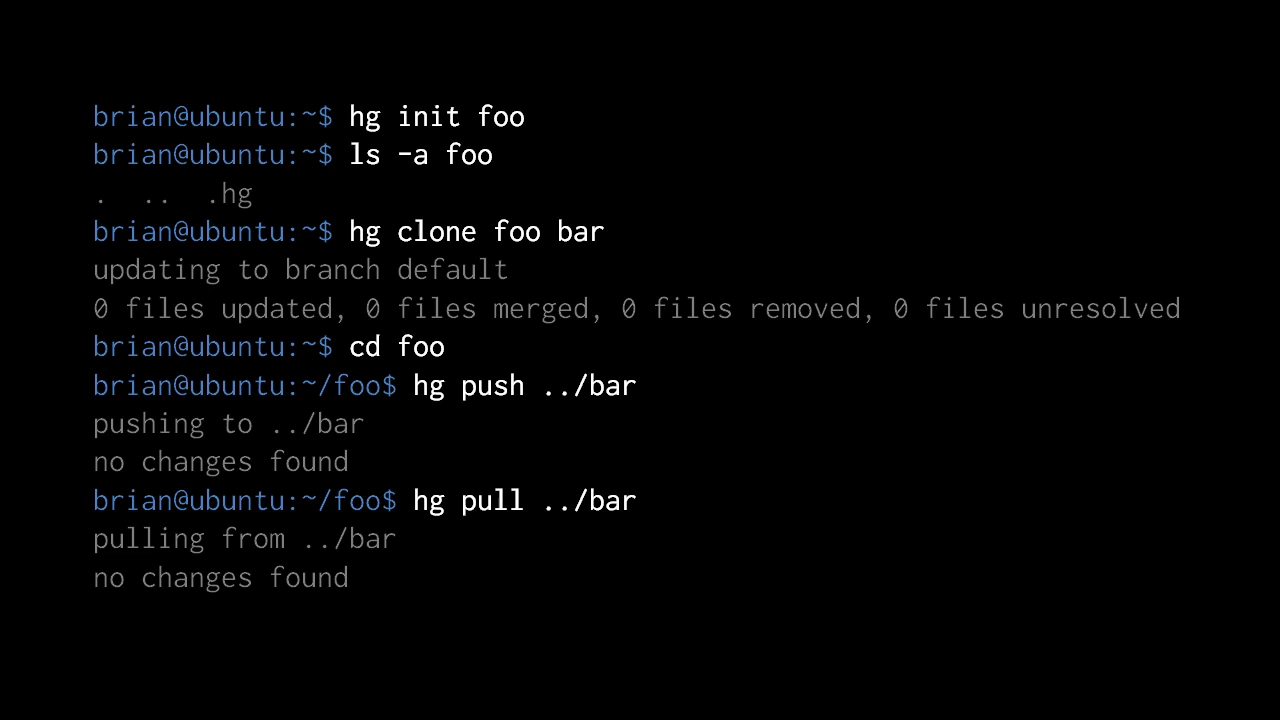 brian@ubuntu:~$ hg init foo
brian@ubuntu:~$ ls -a foo
.  ..  .hg
brian@ubuntu:~$ hg clone foo bar
updating to branch default
0 files updated, 0 files merged, 0 files removed, 0 files unresolved
brian@ubuntu:~$ cd foo
brian@ubuntu:~/foo$ hg push ../bar
pushing to ../bar
no changes found
brian@ubuntu:~/foo$ hg pull ../bar
pulling from ../bar
no changes found